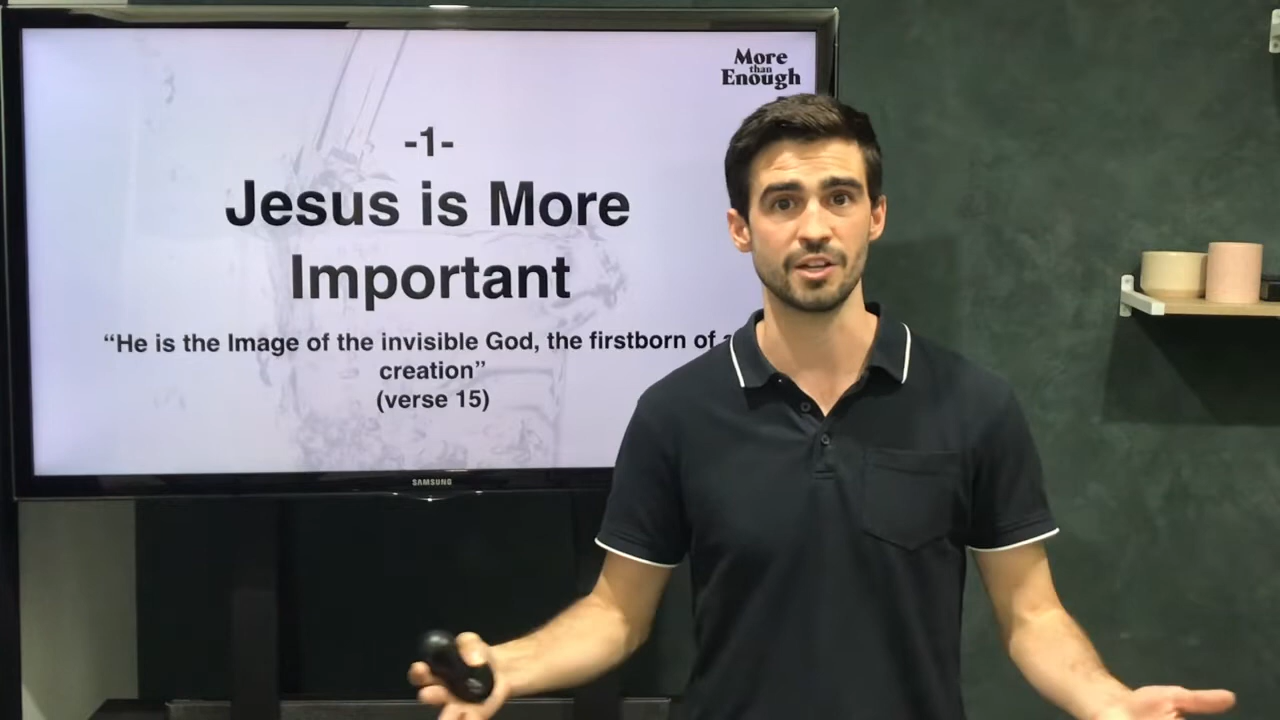 More
than
Enough
-1-
Jesus is More
Important
“He is the Image of the invisible God, the firstborn of
creation”
(verse 15)
SAMSUNG